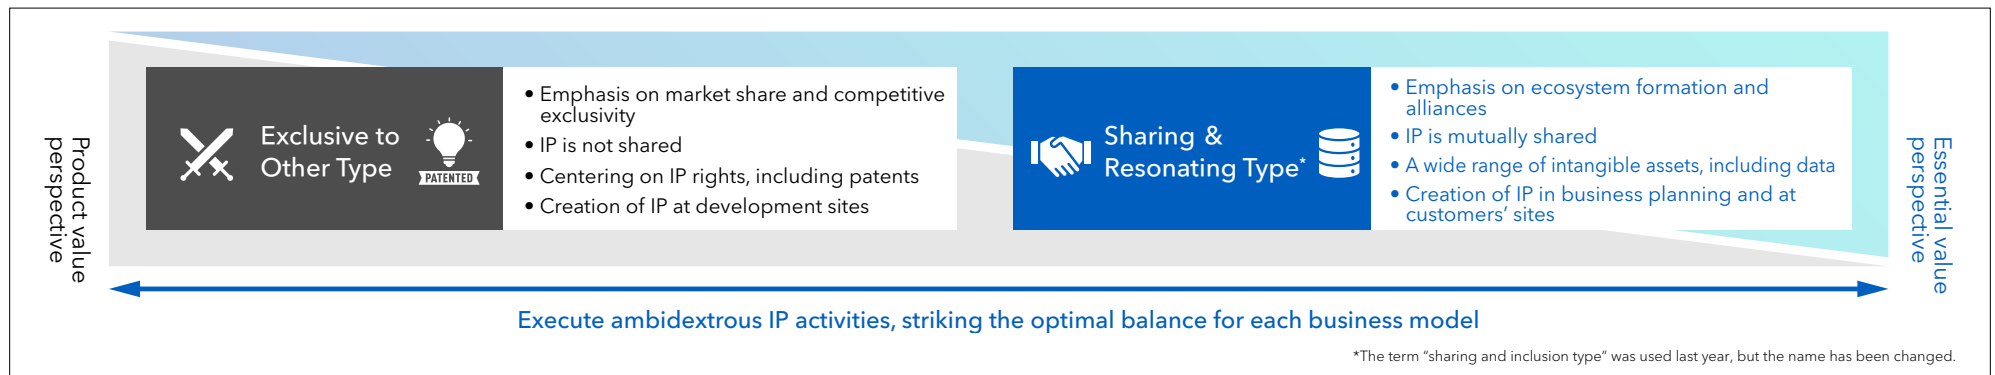 Product value
perspective
Exclusive to
Other Type
PATENTED
• Emphasis on market share and competitive
exclusivity
• IP is not shared
• Centering on IP rights, including patents
• Creation of IP at development sites
Sharing &
Resonating Type*
• Emphasis on ecosystem formation and
alliances
• IP is mutually shared
• A wide range of intangible assets, including data
• Creation of IP in business planning and at
customers’ sites
Essential value
perspective
Execute ambidextrous IP activities, striking the optimal balance for each business model
*The term “sharing and inclusion type” was used last year, but the name has been changed.